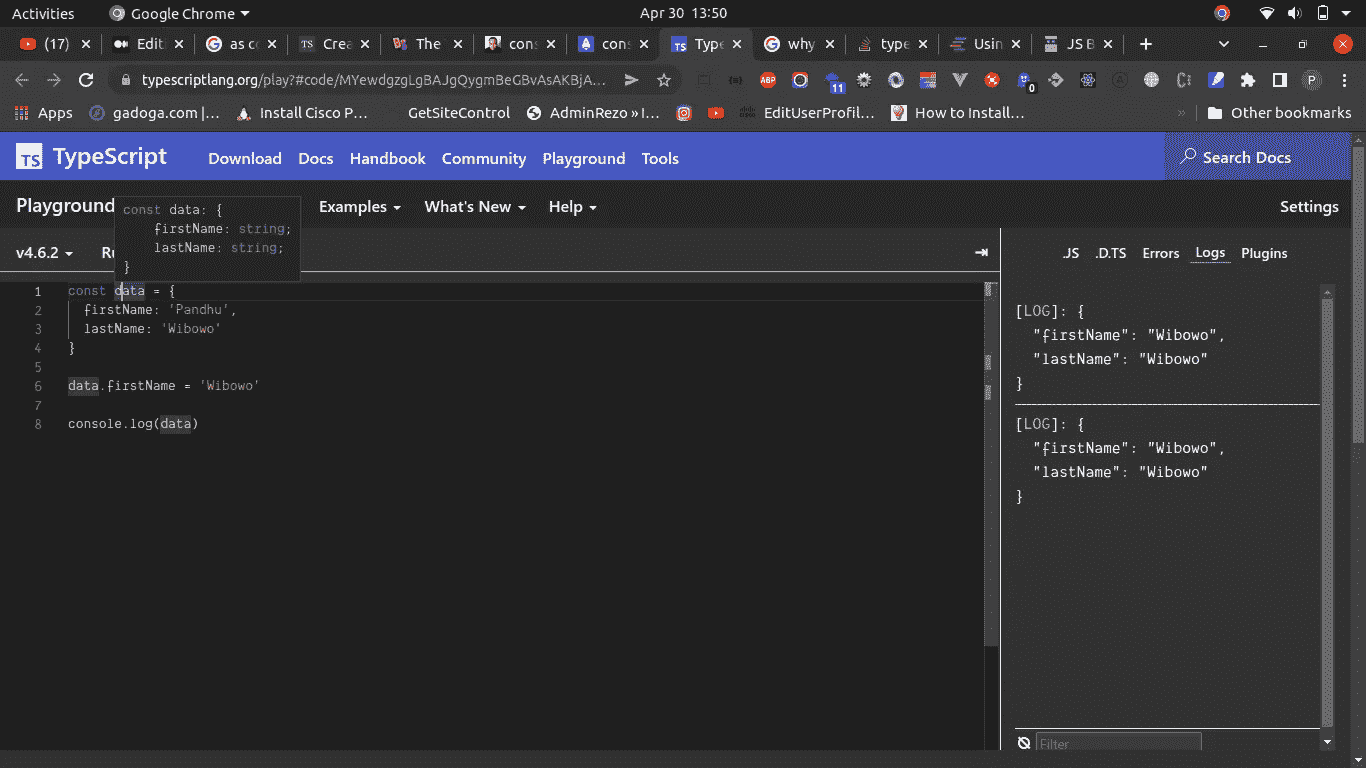 Activities
Google Chrome
Apr 30 13:50
(17)
Edit
as c
Crea
The
con
con
Type
why
type
Usin
JS B
typescriptlang.org/play?#code/MYewdgzgLgBAJgQygmBeGBvAsAKBjA...
ABP
11
0
P
Apps
gadoga.com |...
Install Cisco P...
GetSiteControl
AdminRezo » I...
EditUserProfil...
How to Install...
»
Other bookmarks
TS TypeScript
Download
Docs
Handbook
Community
Playground
Tools
Search Docs
Playground
Examples
What's New
Help
Settings
const data: {
firstName: string;
lastName: string;
}
v4.6.2
Ru
.JS
.D.TS
Errors
Logs
Plugins
1 const data = {
2 firstName: 'Pandhu',
3 lastName: 'Wibowo'
4 }
5
6 data.firstName = 'Wibowo'
7
8 console.log(data)
[LOG]: {
"firstName": "Wibowo",
"lastName": "Wibowo"
}
[LOG]: {
"firstName": "Wibowo",
"lastName": "Wibowo"
}
Filter